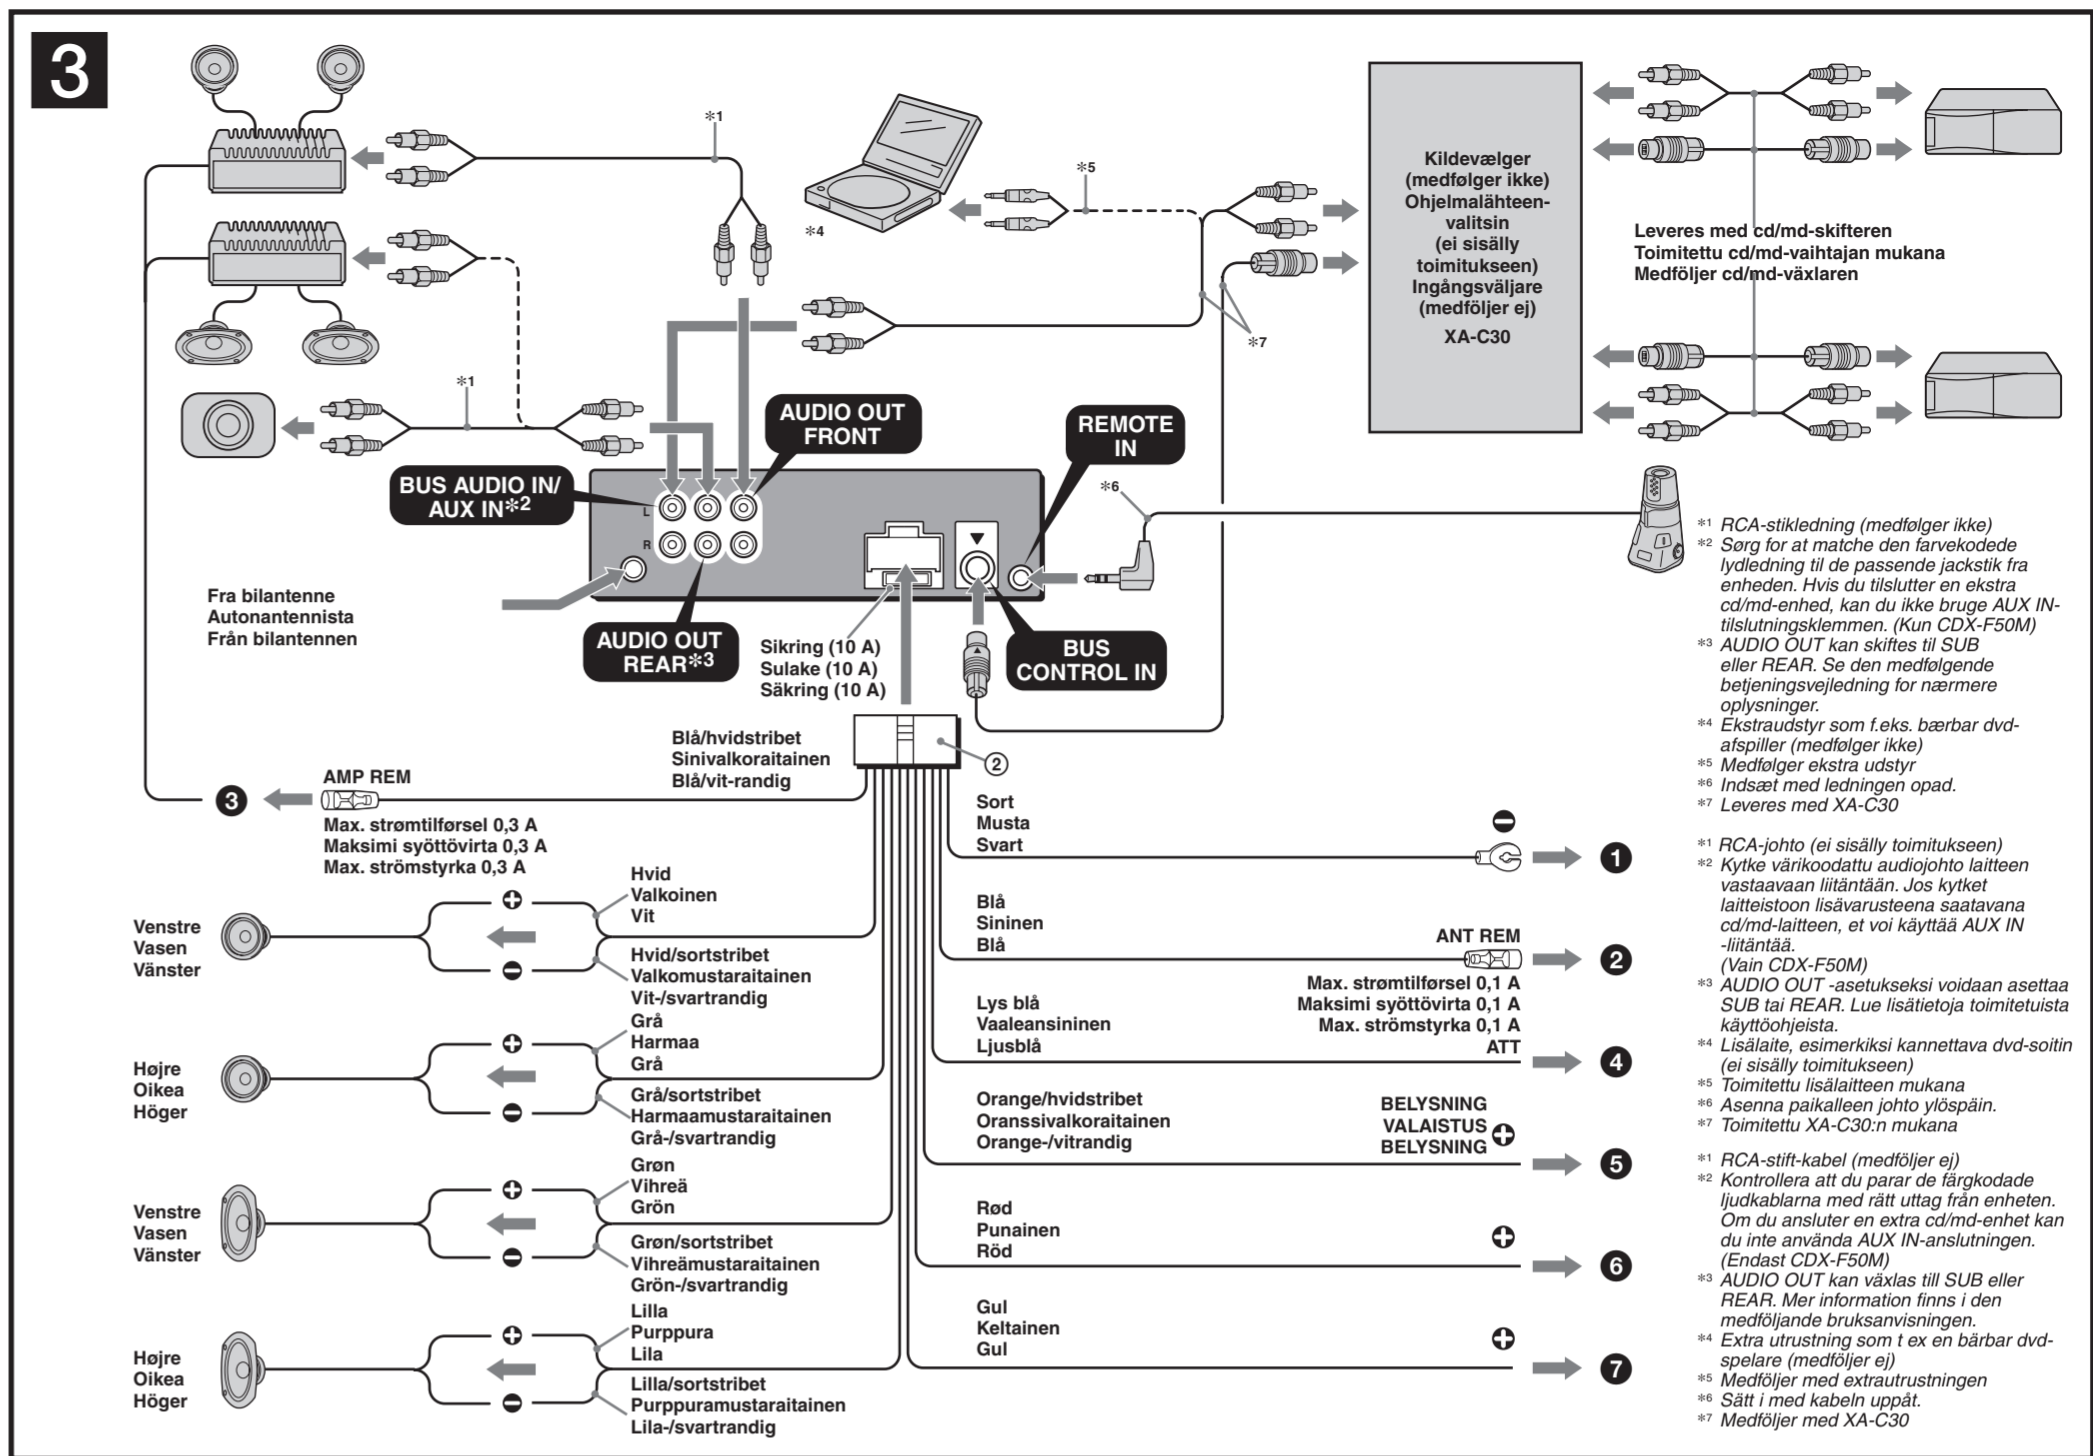 3
*1
*5
*4
Kildevælger
(medfølger ikke)
Ohjelmalähteen-
valitsin
(ei sisälly
toimitukseen)
Ingångsväljare
(medföljer ej)
XA-C30
Leveres med cd/md-skifteren
Toimitettu cd/md-vaihtajan mukana
Medföljer cd/md-växlaren
*7
*1
AUDIO OUT
FRONT
REMOTE
IN
BUS AUDIO IN/
AUX IN*2
*6
L
R
Fra bilantenne
Autonantennista
Från bilantennen
AUDIO OUT
REAR*3
Sikring (10 A)
Sulake (10 A)
Säkring (10 A)
BUS
CONTROL IN
Blå/hvidstribet
Sinivalkoraitainen
Blå/vit-randig
2
3
AMP REM
Max. strømtilførsel 0,3 A
Maksimi syöttövirta 0,3 A
Max. strömstyrka 0,3 A
Venstre
Vasen
Vänster
Hvid
Valkoinen
Vit
Hvid/sortstribet
Valkomustaraitainen
Vit-/svartrandig
Højre
Oikea
Höger
Grå
Harmaa
Grå
Grå/sortstribet
Harmaamustaraitainen
Grå-/svartrandig
Venstre
Vasen
Vänster
Grøn
Vihreä
Grön
Grøn/sortstribet
Vihreämustaraitainen
Grön-/svartrandig
Højre
Oikea
Höger
Lilla
Purppura
Lila
Lilla/sortstribet
Purppuramustaraitainen
Lila-/svartrandig
Sort
Musta
Svart
1
Blå
Sininen
Blå
ANT REM
2
Max. strømtilførsel 0,1 A
Maksimi syöttövirta 0,1 A
Max. strömstyrka 0,1 A
Lys blå
Vaaleansininen
Ljusblå
ATT
4
Orange/hvidstribet
Oranssivalkoraitainen
Orange-/vitrandig
BELYSNING
VALAISTUS
BELYSNING
5
Rød
Punainen
Röd
6
Gul
Keltainen
Gul
7
*1 RCA-stikledning (medfølger ikke)
*2 Sørg for at matche den farvekodede
lydledning til de passende jackstik fra
enheden. Hvis du tilslutter en ekstra
cd/md-enhed, kan du ikke bruge AUX IN-
tilslutningsklemmen. (Kun CDX-F50M)
*3 AUDIO OUT kan skiftes til SUB
eller REAR. Se den medfølgende
betjeningsvejledning for nærmere
oplysninger.
*4 Ekstraudstyr som f.eks. bærbar dvd-
afspiller (medfølger ikke)
*5 Medfølger ekstra udstyr
*6 Indsæt med ledningen opad.
*7 Leveres med XA-C30
*1 RCA-johto (ei sisälly toimitukseen)
*2 Kytke värikoodattu audiojohto laitteen
vastaavaan liitäntään. Jos kytket
laitteistoon lisävarusteena saatavana
cd/md-laitteen, et voi käyttää AUX IN
-liitäntää.
(Vain CDX-F50M)
*3 AUDIO OUT -asetukseksi voidaan asettaa
SUB tai REAR. Lue lisätietoja toimitetuista
käyttöohjeista.
*4 Lisälaite, esimerkiksi kannettava dvd-soitin
(ei sisälly toimitukseen)
*5 Toimitettu lisälaitteen mukana
*6 Asenna paikalleen johto ylöspäin.
*7 Toimitettu XA-C30:n mukana
*1 RCA-stift-kabel (medföljer ej)
*2 Kontrollera att du parar de färgkodade
ljudkablarna med rätt uttag från enheten.
Om du ansluter en extra cd/md-enhet kan
du inte använda AUX IN-anslutningen.
(Endast CDX-F50M)
*3 AUDIO OUT kan växlas till SUB eller
REAR. Mer information finns i den
medföljande bruksanvisningen.
*4 Extra utrustning som t ex en bärbar dvd-
spelare (medföljer ej)
*5 Medföljer med extrautrustningen
*6 Sätt i med kabeln uppåt.
*7 Medföljer med XA-C30